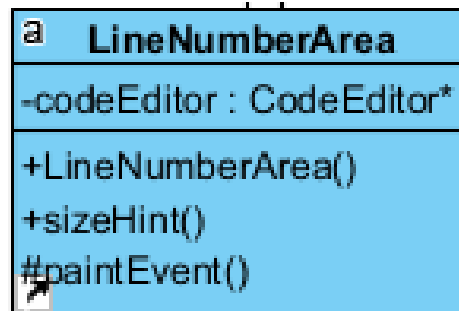 a
LineNumberArea
-codeEditor : CodeEditor*
+LineNumberArea()
+sizeHint()
#paintEvent()